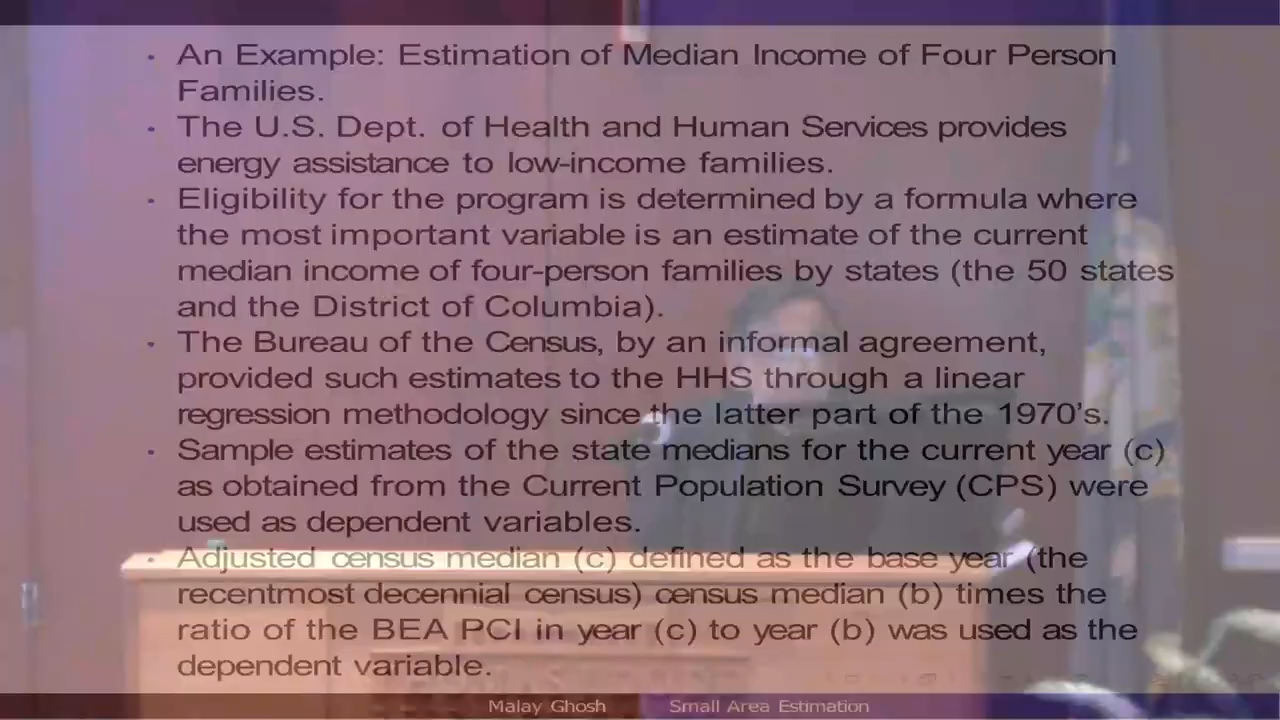 · An Example: Estimation of Median Income of Four Person
Families.
· The U.S. Dept. of Health and Human Services provides
energy assistance to low-income families.
· Eligibility for the program is determined by a formula where
the most important variable is an estimate of the current
median income of four-person families by states (the 50 states
and the District of Columbia).
· The Bureau of the Census, by an informal agreement,
provided such estimates to the HHS through a linear
regression methodology since the latter part of the 1970's.
· Sample estimates of the state medians for the current year (c)
as obtained from the Current Population Survey (CPS) were
used as dependent variables.
· Adjusted census median (c) defined as the base year (the
recentmost decennial census) census median (b) times the
ratio of the BEA PCI in year (c) to year (b) was used as the
dependent variable.
Malay Ghosh Small Area Estimation